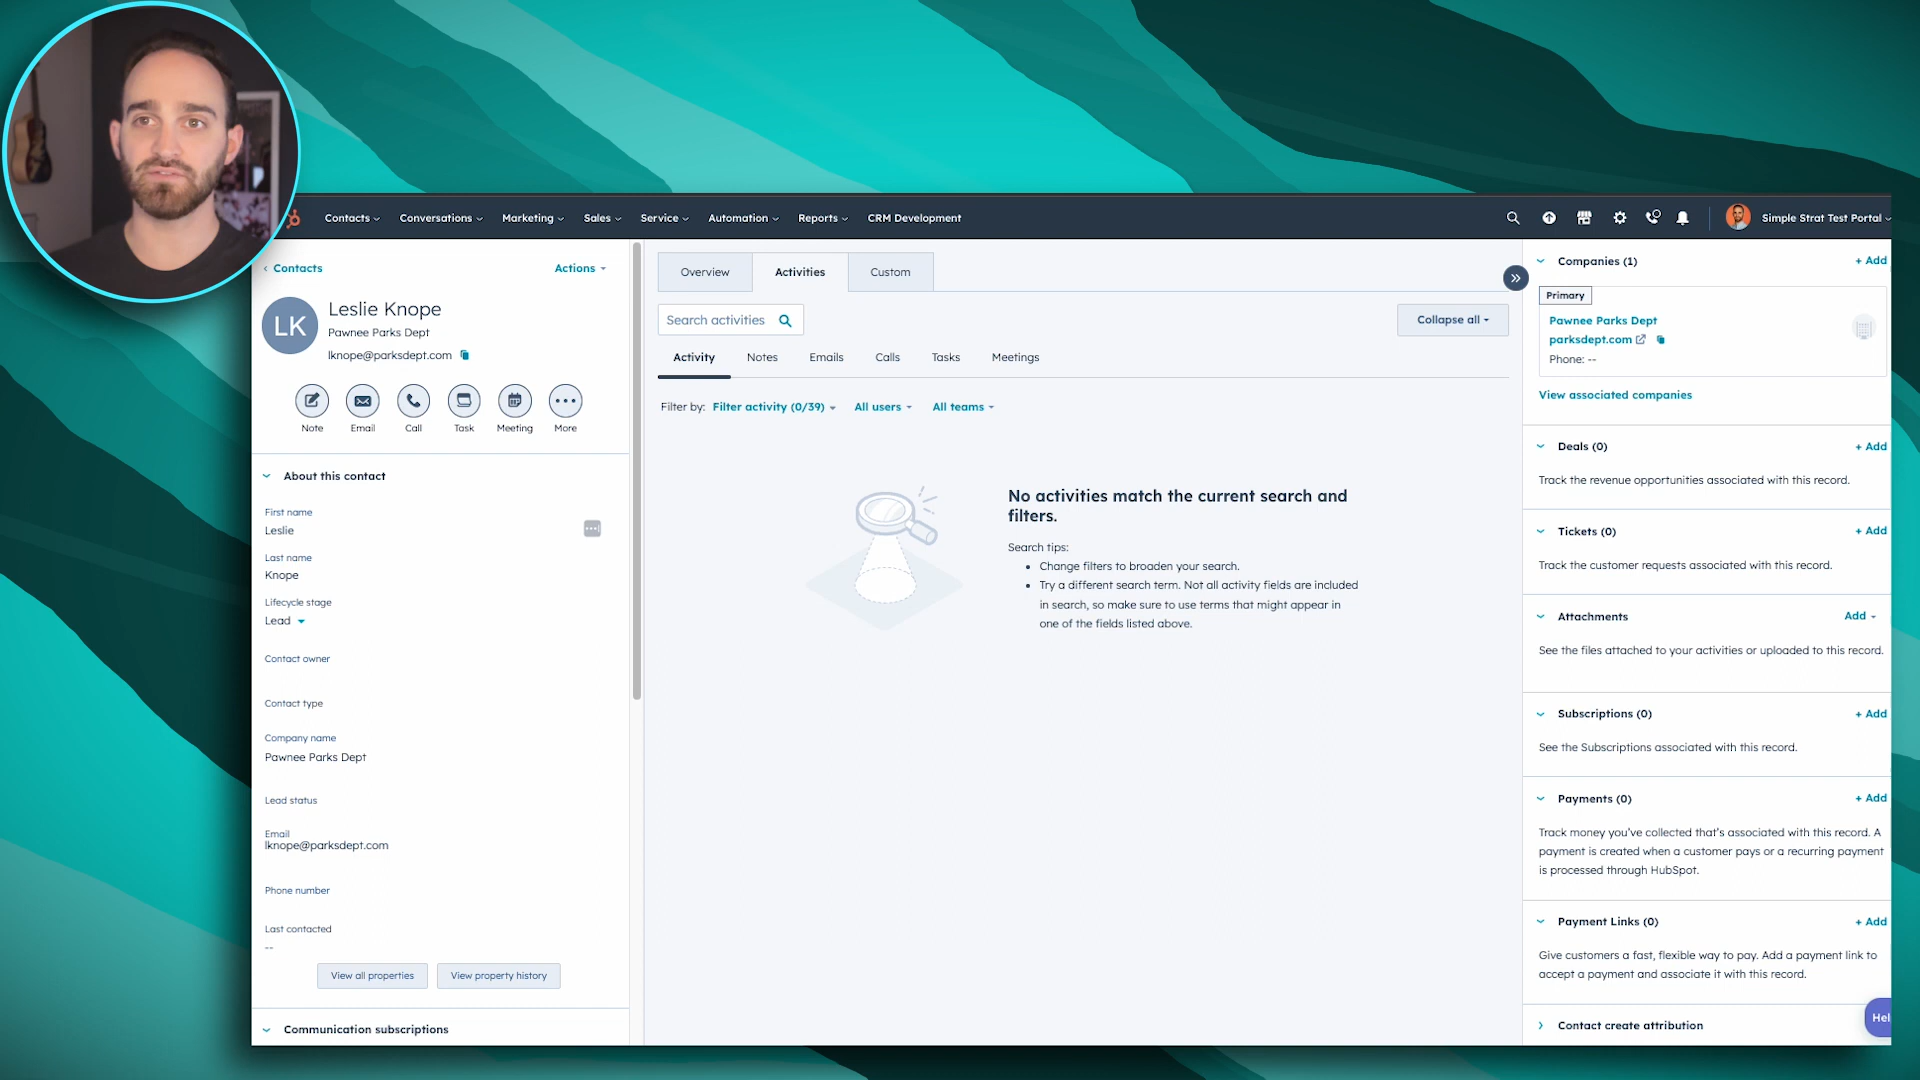 Contacts
Conversations
Marketing
Sales
Service
Automation
Reports
CRM Development
Simple Strat Test Portal
Contacts
Actions
LK
Leslie Knope
Pawnee Parks Dept
lknope@parksdept.com
Note
Email
Call
Task
Meeting
More
About this contact
First name
Leslie
Last name
Knope
Lifecycle stage
Lead
Contact owner
Contact type
Company name
Pawnee Parks Dept
Lead status
Email
lknope@parksdept.com
Phone number
Last contacted
--
View all properties
View property history
Communication subscriptions
Overview
Activities
Custom
Search activities
Collapse all
Activity
Notes
Emails
Calls
Tasks
Meetings
Filter by: Filter activity (0/39)
All users
All teams
No activities match the current search and
filters.
Search tips:
• Change filters to broaden your search.
• Try a different search term. Not all activity fields are included
in search, so make sure to use terms that might appear in
one of the fields listed above.
Companies (1)
+ Add
Primary
Pawnee Parks Dept
parksdept.com
Phone: --
View associated companies
Deals (0)
+ Add
Track the revenue opportunities associated with this record.
Tickets (0)
+ Add
Track the customer requests associated with this record.
Attachments
Add
See the files attached to your activities or uploaded to this record.
Subscriptions (0)
+ Add
See the Subscriptions associated with this record.
Payments (0)
+ Add
Track money you've collected that's associated with this record. A
payment is created when a customer pays or a recurring payment
is processed through HubSpot.
Payment Links (0)
+ Add
Give customers a fast, flexible way to pay. Add a payment link to
accept a payment and associate it with this record.
Contact create attribution
Hel